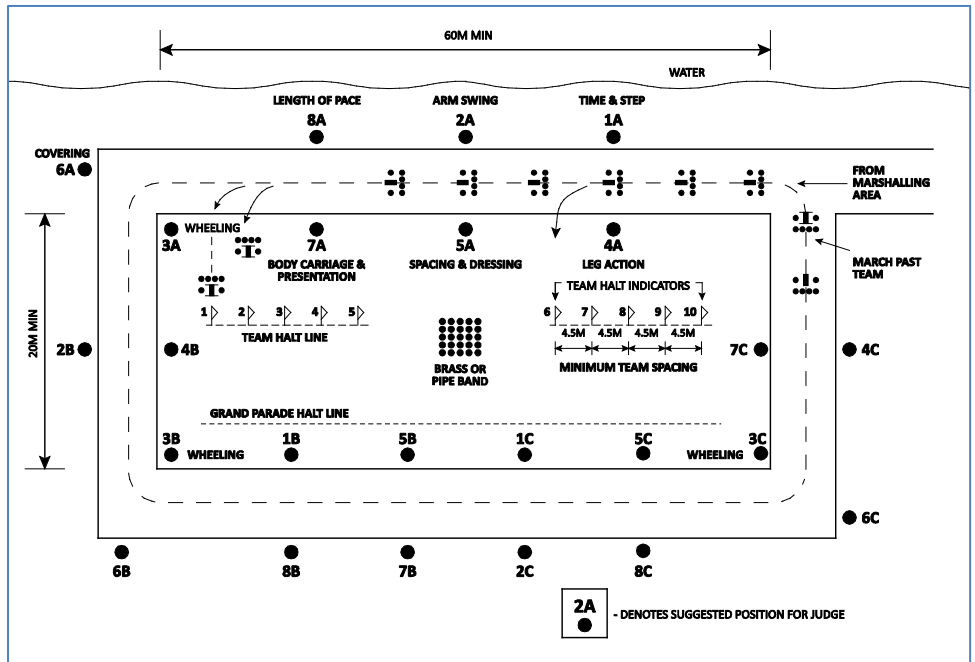 60M MIN
WATER
LENGTH OF PACE
8A
ARM SWING
2A
TIME & STEP
1A
COVERING
6A
FROM
MARSHALLING
AREA
3A
WHEELING
7A
BODY CARRIAGE &
PRESENTATION
5A
SPACING & DRESSING
4A
LEG ACTION
MARCH PAST
TEAM
TEAM HALT INDICATORS
1 2 3 4 5
6 7 8 9 10
TEAM HALT LINE
4.5M 4.5M 4.5M 4.5M
MINIMUM TEAM SPACING
20M MIN
2B
4B
BRASS OR
PIPE BAND
7C
4C
GRAND PARADE HALT LINE
3B
WHEELING
1B
5B
1C
5C
WHEELING
3C
6C
6B
8B
7B
2C
8C
2A
- DENOTES SUGGESTED POSITION FOR JUDGE